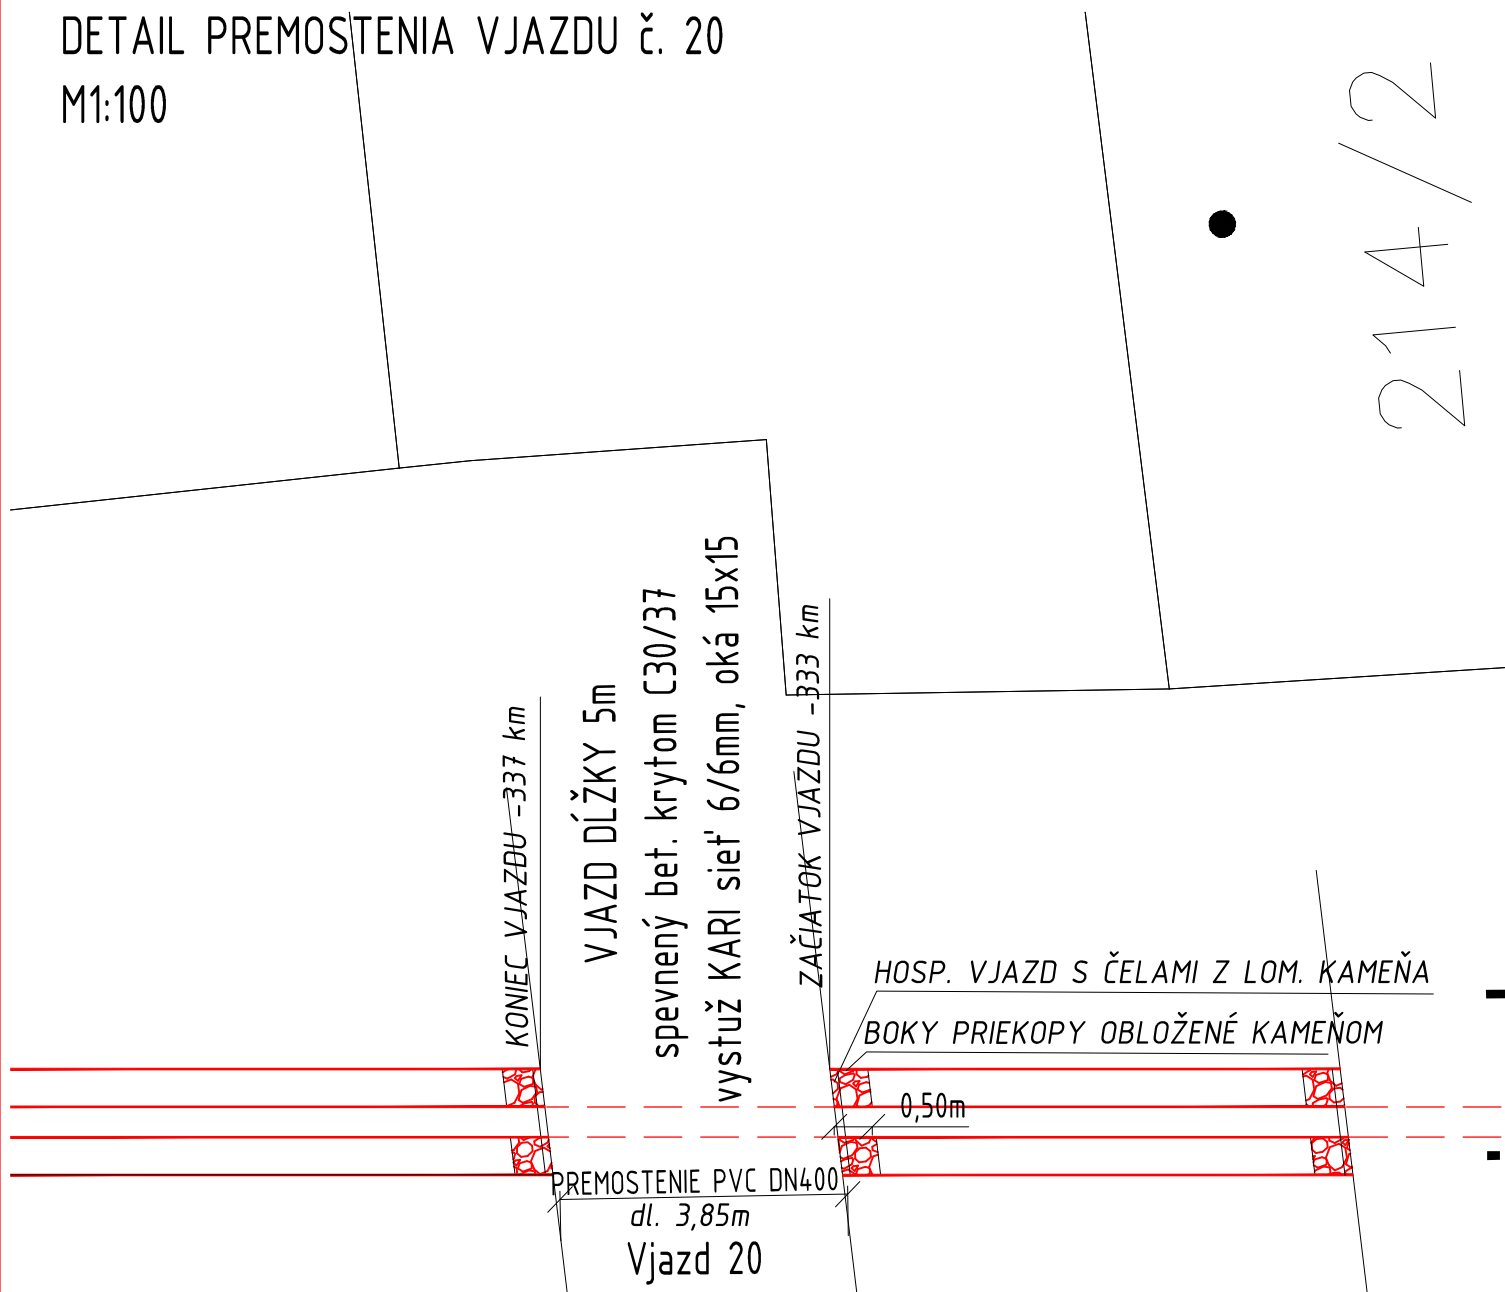 DETAIL PREMOSTENIA VJAZDU č. 20
M1:100
214/2
KONIEC VJAZDU -337 km
VJAZD DĹŽKY 5m
spevnený bet. krytom C30/37
vystuž KARI sieť 6/6mm, oká 15x15
ZAČIATOK VJAZDU -333 km
HOSP. VJAZD S ČELAMI Z LOM. KAMEŇA
BOKY PRIEKOPY OBLOŽENÉ KAMEŇOM
0,50m
PREMOSTENIE PVC DN400
dl. 3,85m
Vjazd 20